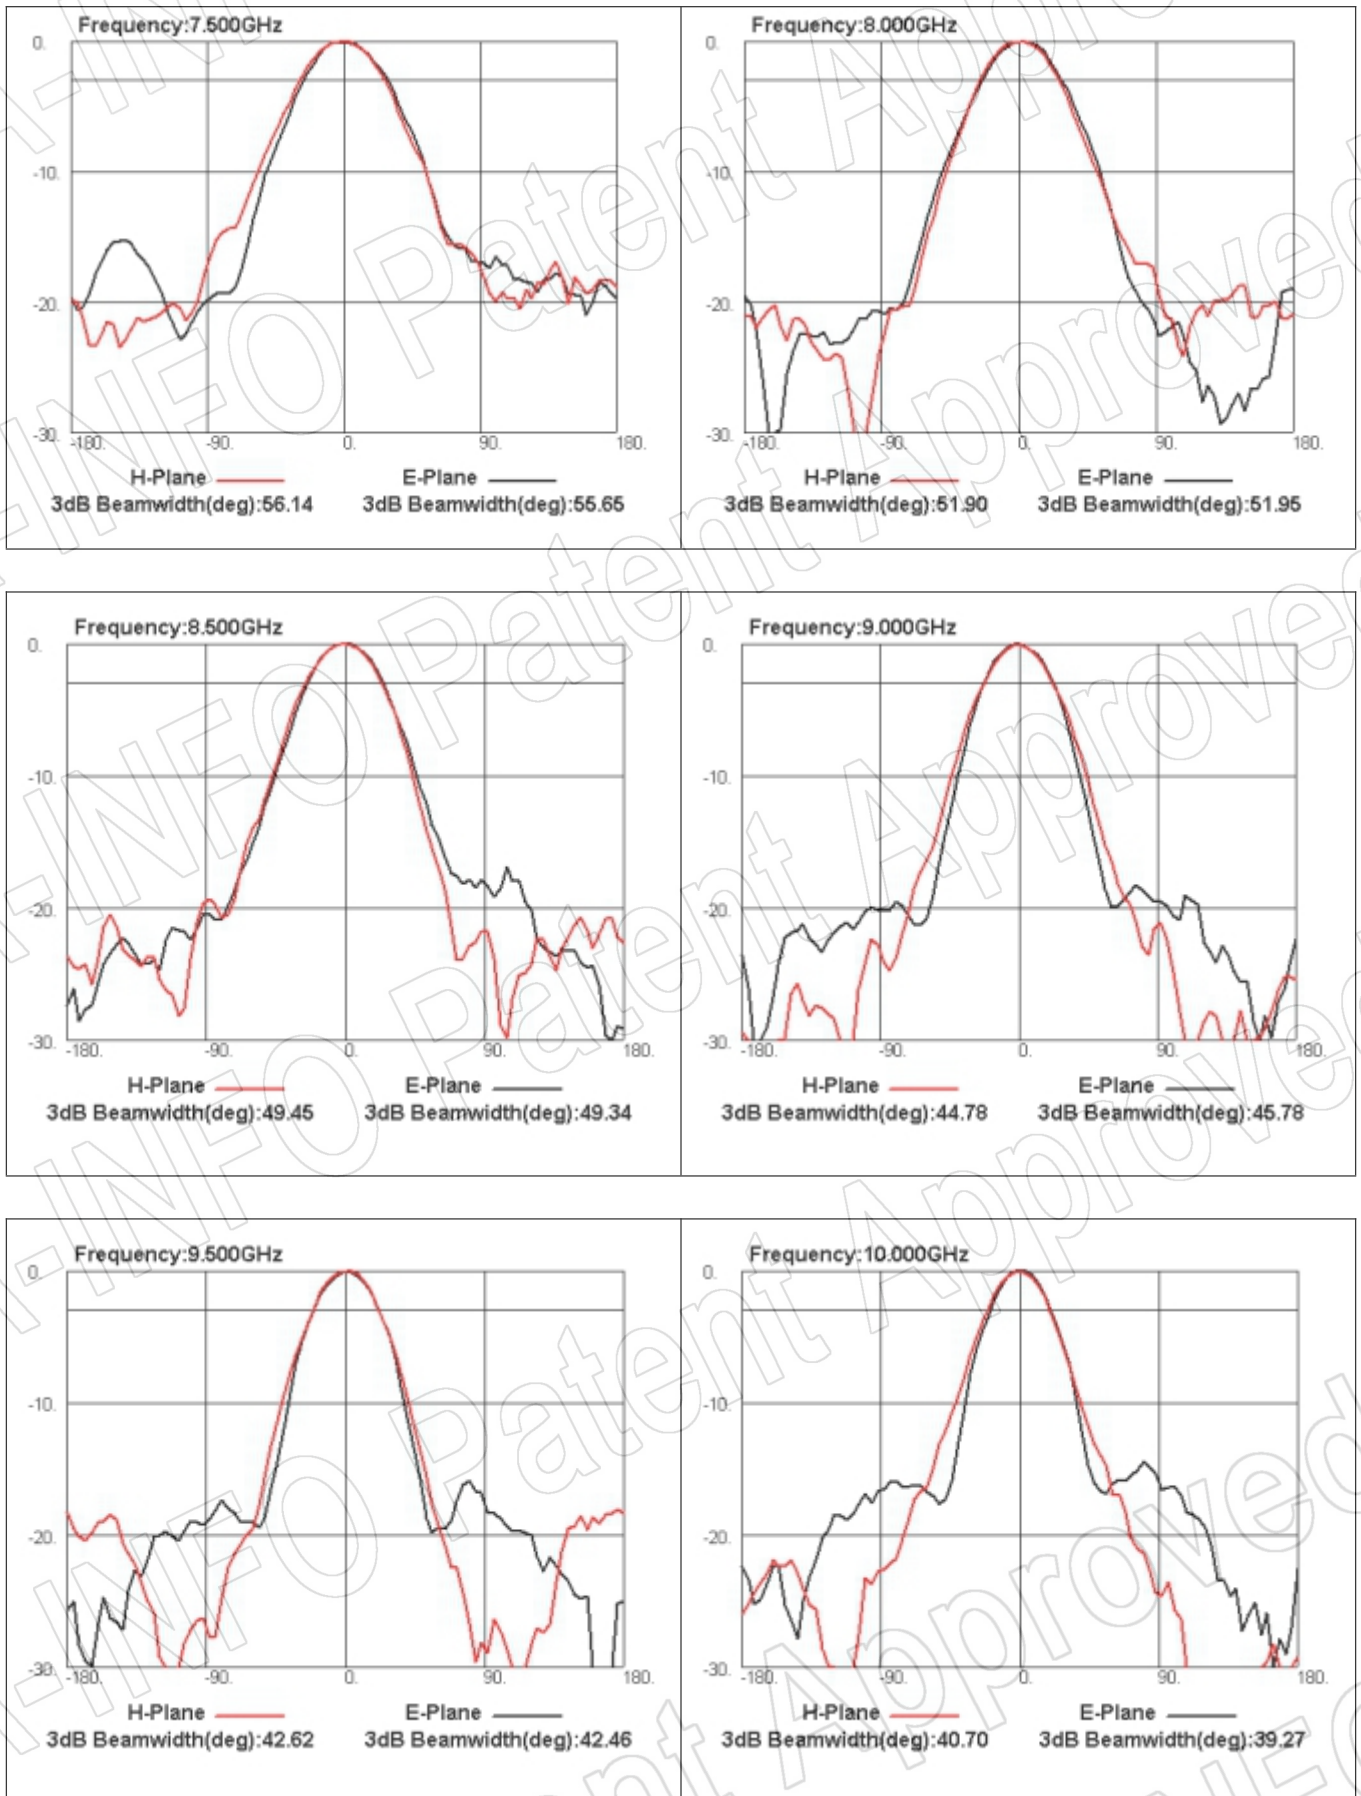 Frequency:7.500GHz
0.
-10.
-20.
-30.
-180. -90. 0. 90. 180.
H-Plane E-Plane
3dB Beamwidth(deg):56.14 3dB Beamwidth(deg):55.65
Frequency:8.000GHz
0.
-10.
-20.
-30.
-180. -90. 0. 90. 180.
H-Plane E-Plane
3dB Beamwidth(deg):51.90 3dB Beamwidth(deg):51.95
Frequency:8.500GHz
0.
-10.
-20.
-30.
-180. -90. 0. 90. 180.
H-Plane E-Plane
3dB Beamwidth(deg):49.45 3dB Beamwidth(deg):49.34
Frequency:9.000GHz
0.
-10.
-20.
-30.
-180. -90. 0. 90. 180.
H-Plane E-Plane
3dB Beamwidth(deg):44.78 3dB Beamwidth(deg):45.78
Frequency:9.500GHz
0.
-10.
-20.
-30.
-180. -90. 0. 90. 180.
H-Plane E-Plane
3dB Beamwidth(deg):42.62 3dB Beamwidth(deg):42.46
Frequency:10.000GHz
0.
-10.
-20.
-30.
-180. -90. 0. 90. 180.
H-Plane E-Plane
3dB Beamwidth(deg):40.70 3dB Beamwidth(deg):39.27
-INFO Patent Approved
-INFO Patent Approved
-INFO Patent Approved